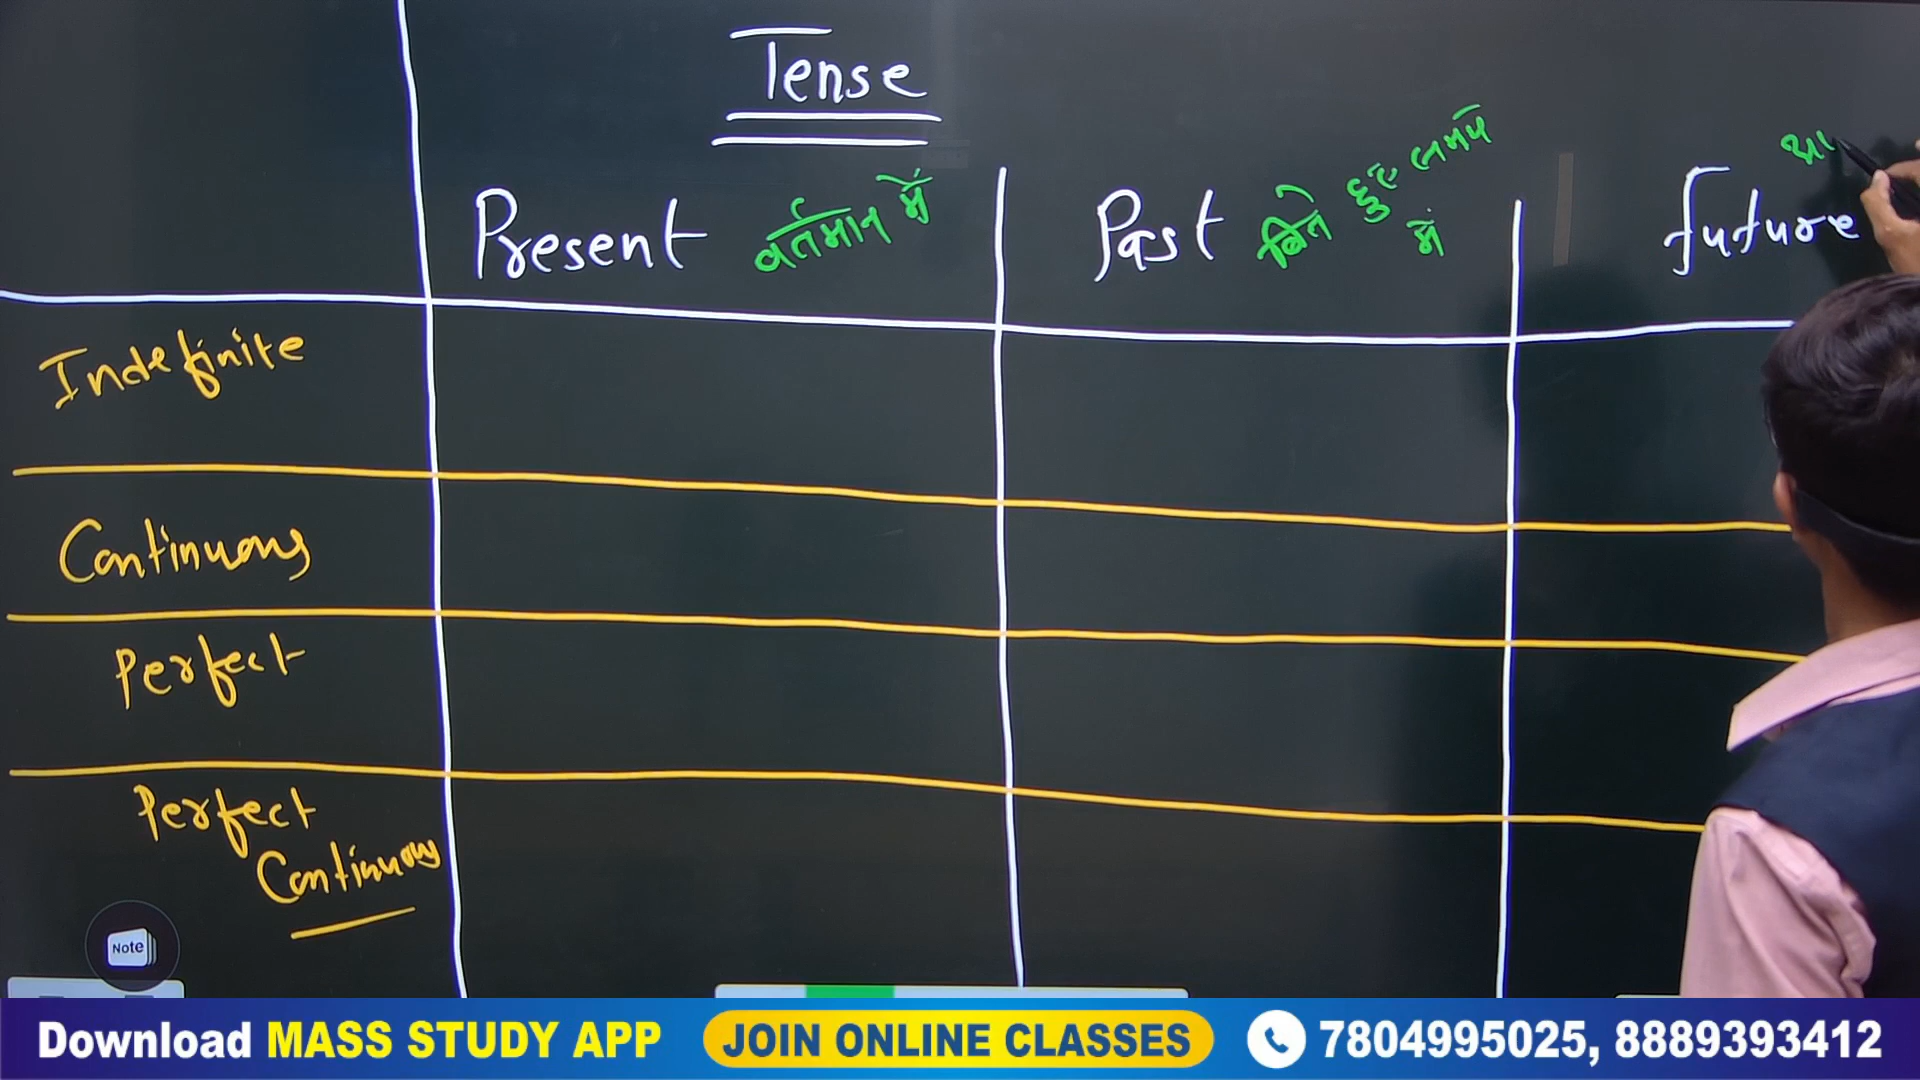 Tense
Present वर्तमान में
Past बिते हुए समय में
future आ
Indefinite
Continuous
Perfect
Perfect
Continuous
Note
Download MASS STUDY APP JOIN ONLINE CLASSES 7804995025, 8889393412